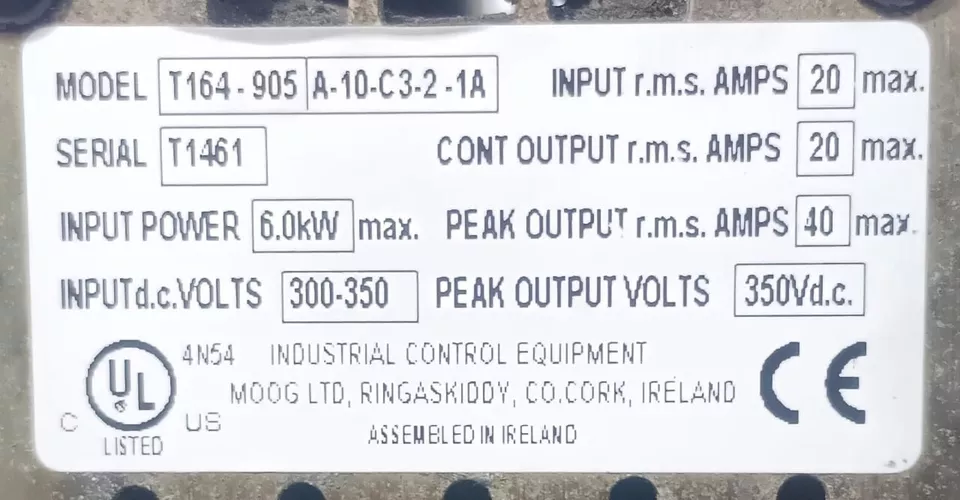 MODEL T164-905 A-10-C3-2-1A INPUT r.m.s. AMPS 20 max.
SERIAL T1461 CONT OUTPUT r.m.s. AMPS 20 max.
INPUT POWER 6.0kW max. PEAK OUTPUT r.m.s. AMPS 40 max.
INPUT d.c. VOLTS 300-350 PEAK OUTPUT VOLTS 350Vd.c.
4N54 INDUSTRIAL CONTROL EQUIPMENT
MOOG LTD, RINGASKIDDY, CO.CORK, IRELAND
C UL US CE
LISTED ASSEMBLED IN IRELAND